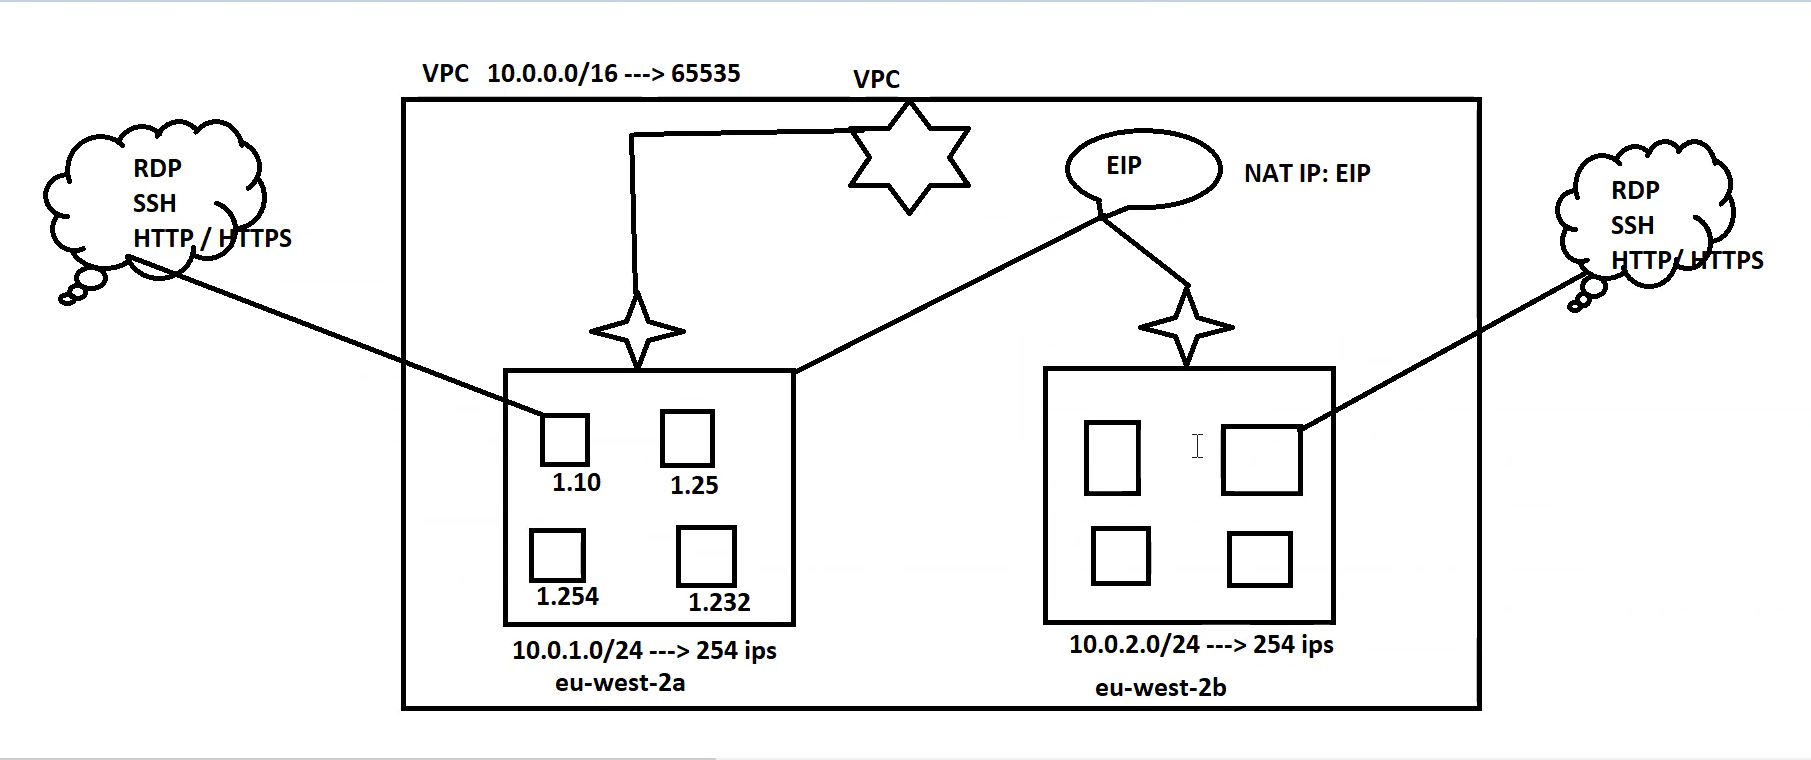 VPC 10.0.0.0/16 ---> 65535
VPC
RDP
SSH
HTTP / HTTPS
EIP
NAT IP: EIP
RDP
SSH
HTTP/ HTTPS
1.10
1.25
1.254
1.232
10.0.1.0/24 ---> 254 ips
eu-west-2a
10.0.2.0/24 ---> 254 ips
eu-west-2b